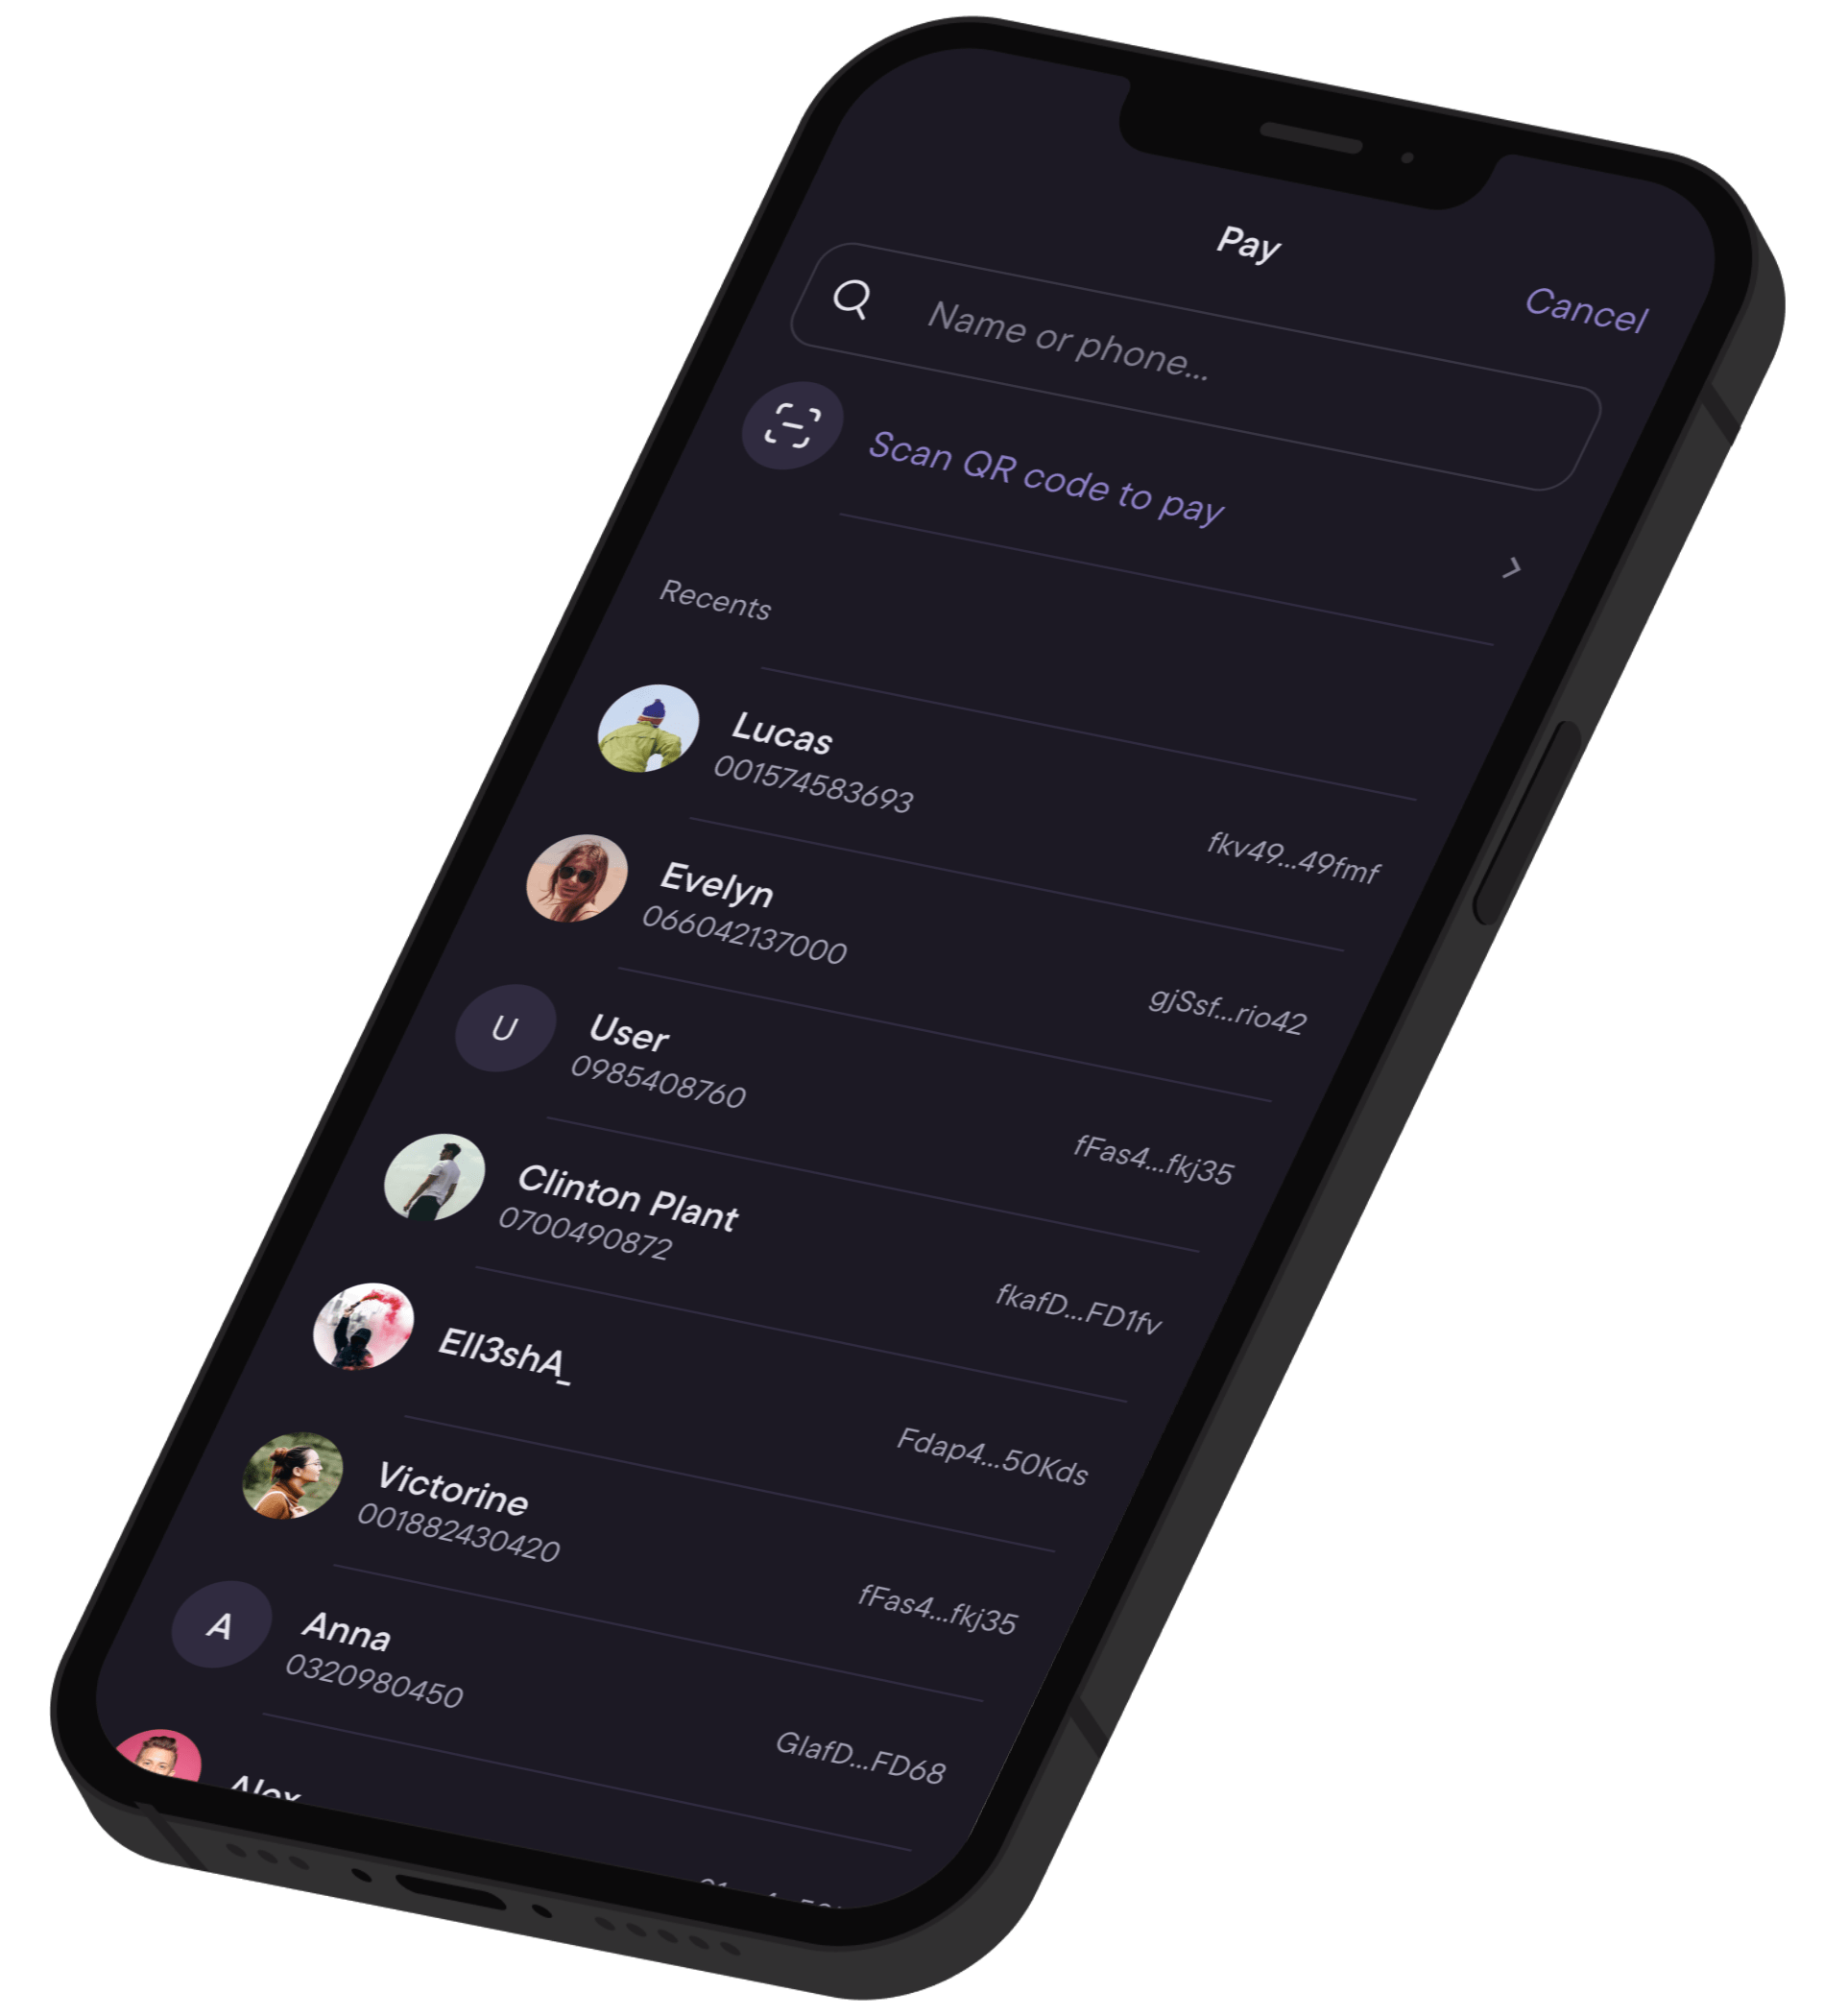 Pay
Cancel
Name or phone...
Scan QR code to pay
Recents
Lucas
001574583693
fkv49...49fmf
Evelyn
066042137000
gjSsf...rio42
U
User
0985408760
fFas4...fkj35
Clinton Plant
0700490872
fkafD...FD1fv
Ell3shA_
Fdap4...50Kds
Victorine
001882430420
fFas4...fkj35
A
Anna
0320980450
GlafD...FD68
Alex